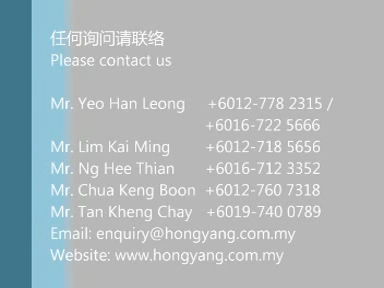 任何询问请联络
Please contact us
Mr. Yeo Han Leong +6012-778 2315 /
+6016-722 5666
Mr. Lim Kai Ming +6012-718 5656
Mr. Ng Hee Thian +6016-712 3352
Mr. Chua Keng Boon +6012-760 7318
Mr. Tan Kheng Chay +6019-740 0789
Email: enquiry@hongyang.com.my
Website: www.hongyang.com.my